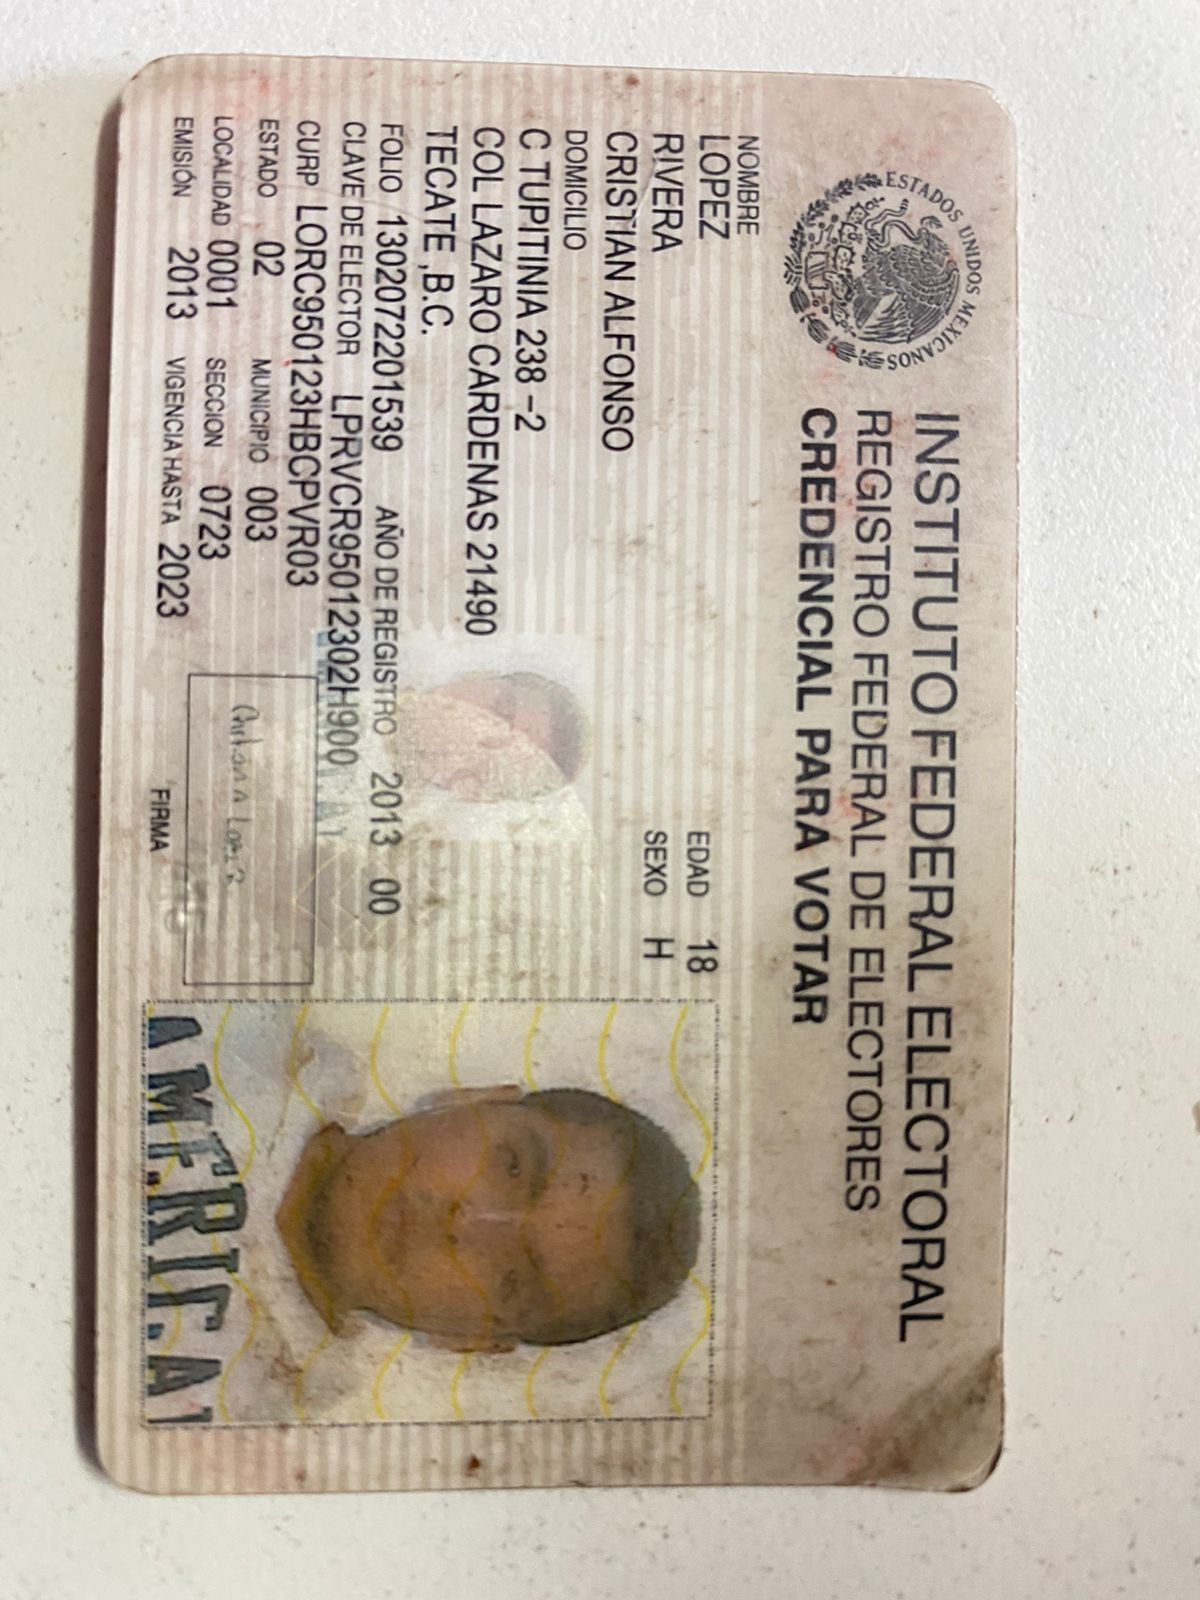 ESTADOS UNIDOS MEXICANOS
INSTITUTO FEDERAL ELECTORAL
REGISTRO FEDERAL DE ELECTORES
CREDENCIAL PARA VOTAR
NOMBRE
LOPEZ
RIVERA
CRISTIAN ALFONSO
EDAD 18
SEXO H
DOMICILIO
C TUPITINIA 238 -2
COL LAZARO CARDENAS 21490
TECATE ,B.C.
FOLIO 1302072201539 AÑO DE REGISTRO 2013 00
CLAVE DE ELECTOR LPRVCR95012302H900
CURP LORC950123HBCPVR03
ESTADO 02 MUNICIPIO 003
LOCALIDAD 0001 SECCION 0723
EMISIÓN 2013 VIGENCIA HASTA 2023
FIRMA